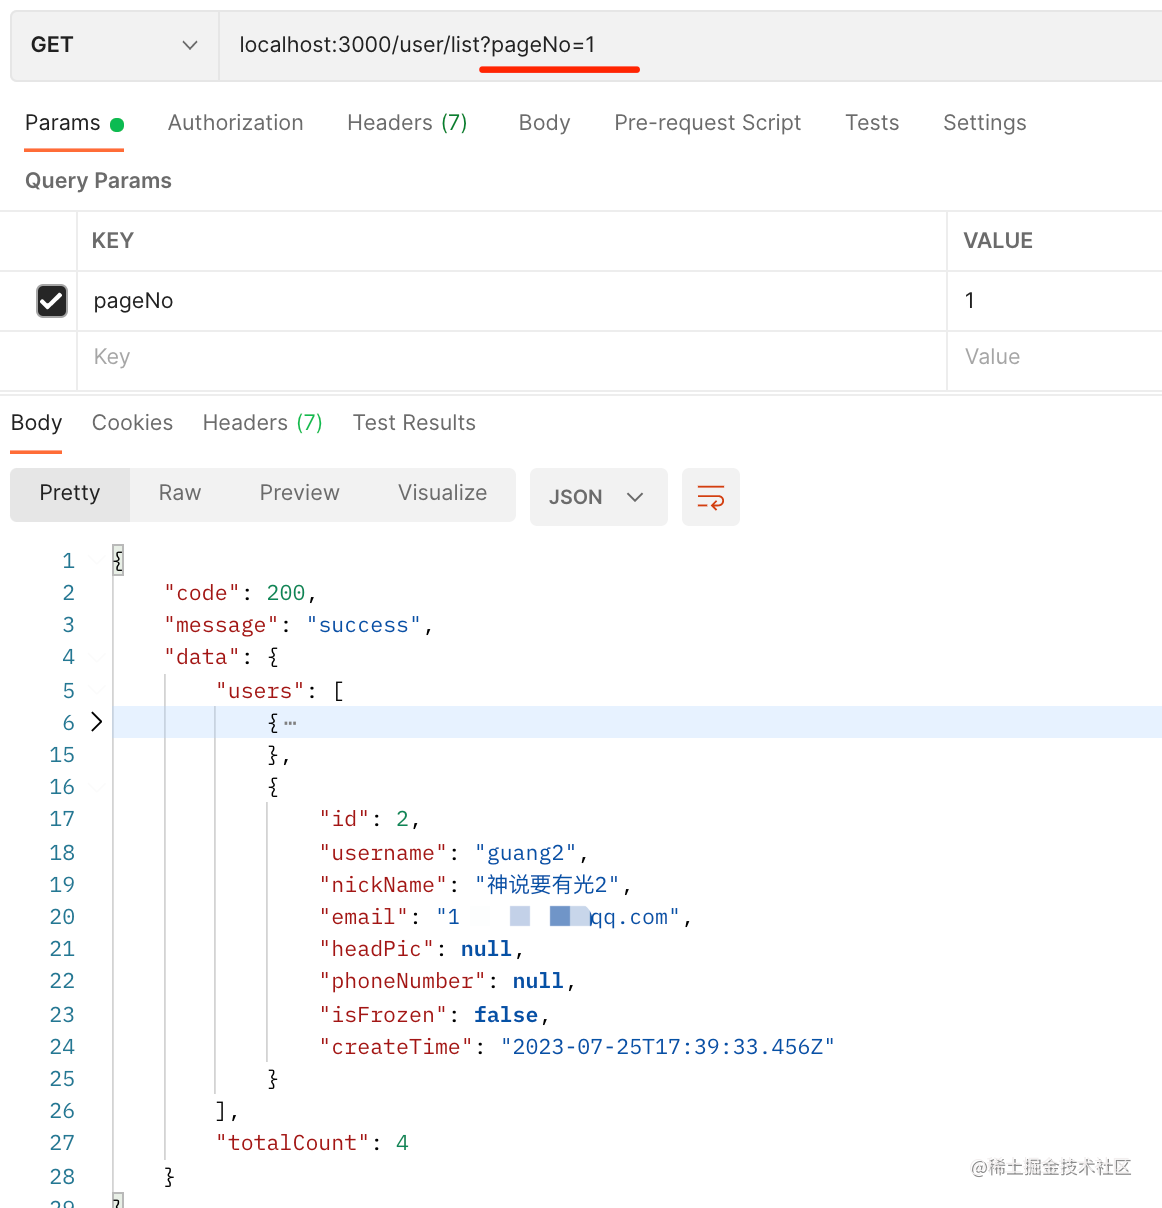 GET localhost:3000/user/list?pageNo=1
Params Authorization Headers (7) Body Pre-request Script Tests Settings
Query Params
KEY VALUE
pageNo 1
Key Value
Body Cookies Headers (7) Test Results
Pretty Raw Preview Visualize JSON
1 {
2 "code": 200,
3 "message": "success",
4 "data": {
5 "users": [
6 {…
15 },
16 {
17 "id": 2,
18 "username": "guang2",
19 "nickName": "神说要有光2",
20 "email": "1 qq.com",
21 "headPic": null,
22 "phoneNumber": null,
23 "isFrozen": false,
24 "createTime": "2023-07-25T17:39:33.456Z"
25 }
26 ],
27 "totalCount": 4
28 }
29 }
@稀土掘金技术社区